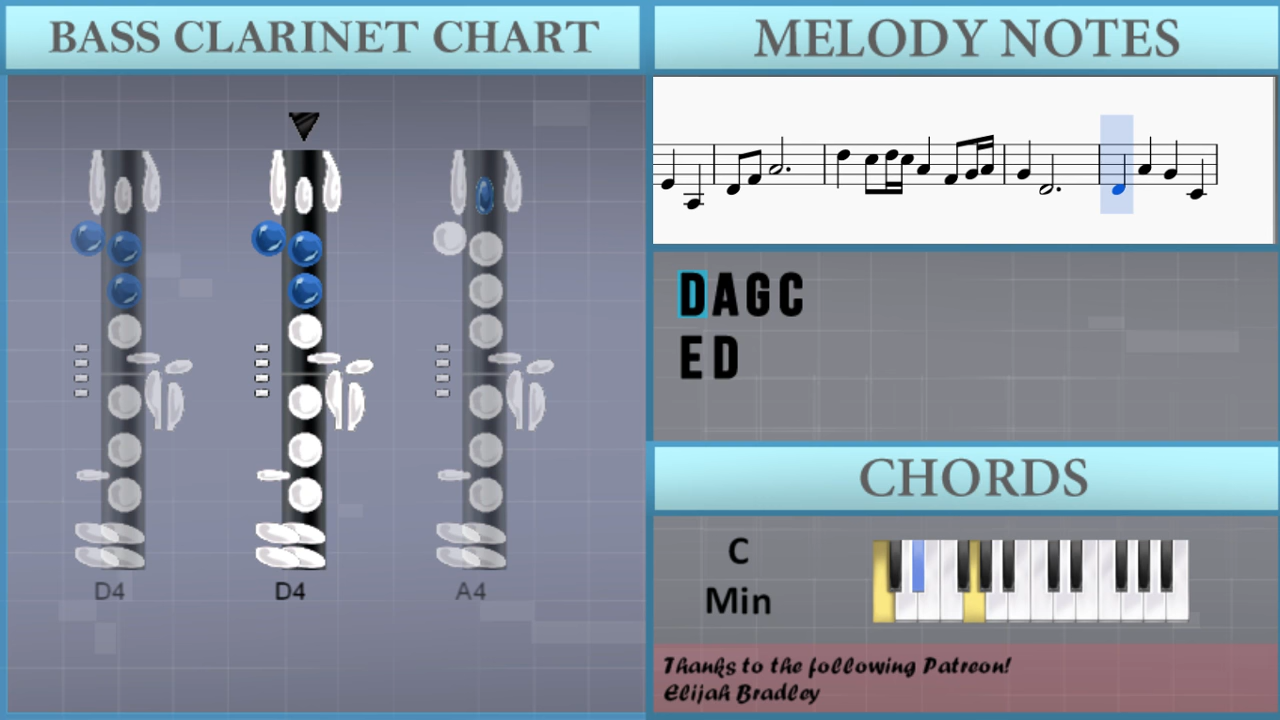 BASS CLARINET CHART
D4
D4
A4
MELODY NOTES
DAGC
ED
CHORDS
C
Min
Thanks to the following Patreon!
Elijah Bradley